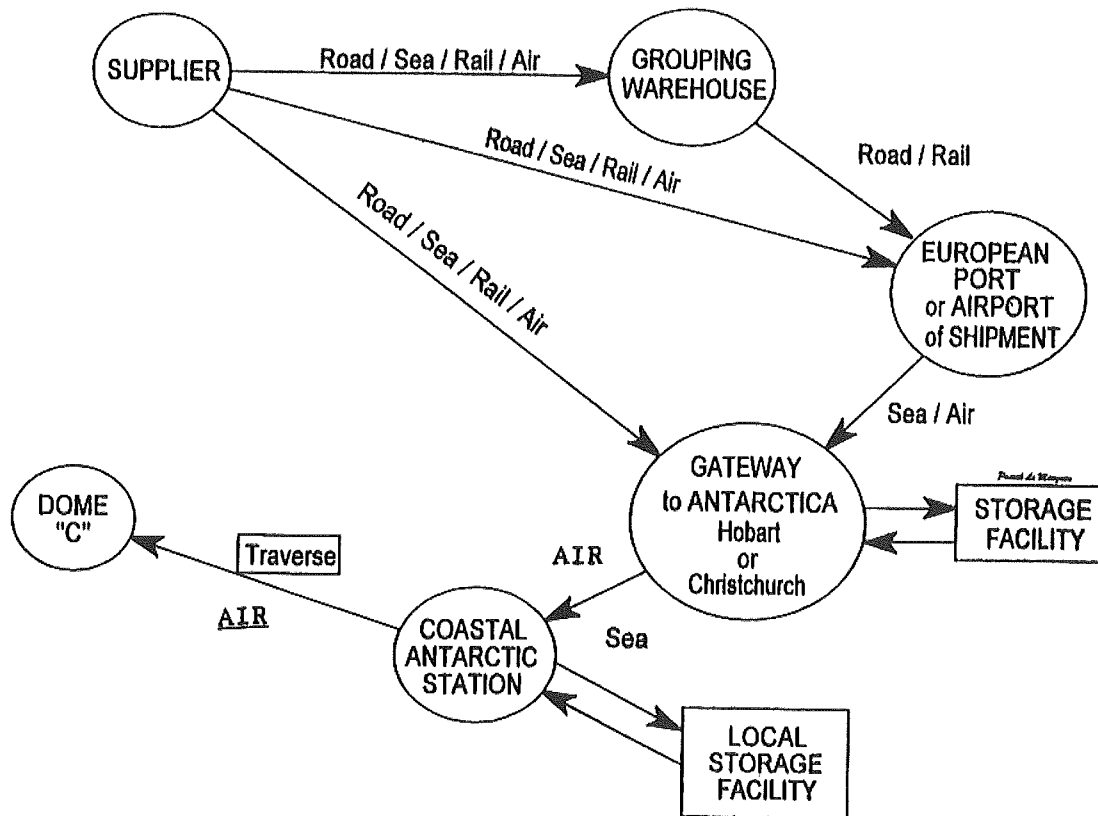 SUPPLIER
Road / Sea / Rail / Air
GROUPING
WAREHOUSE
Road / Sea / Rail / Air
Road / Rail
Road / Sea / Rail / Air
EUROPEAN
PORT
or AIRPORT
of SHIPMENT
Sea / Air
GATEWAY
to ANTARCTICA
Hobart
or
Christchurch
STORAGE
FACILITY
DOME
"C"
Traverse
AIR
AIR
Sea
COASTAL
ANTARCTIC
STATION
LOCAL
STORAGE
FACILITY